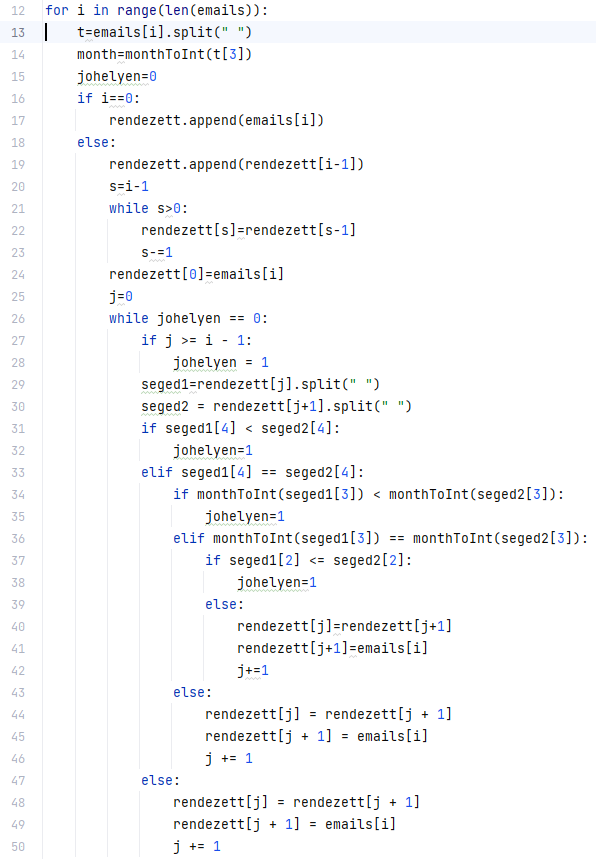 12 for i in range(len(emails)):
13     t=emails[i].split(" ")
14     month=monthToInt(t[3])
15     johelyen=0
16     if i==0:
17         rendezett.append(emails[i])
18     else:
19         rendezett.append(rendezett[i-1])
20         s=i-1
21         while s>0:
22             rendezett[s]=rendezett[s-1]
23             s-=1
24         rendezett[0]=emails[i]
25         j=0
26         while johelyen == 0:
27             if j >= i - 1:
28                 johelyen = 1
29             seged1=rendezett[j].split(" ")
30             seged2 = rendezett[j+1].split(" ")
31             if seged1[4] < seged2[4]:
32                 johelyen=1
33             elif seged1[4] == seged2[4]:
34                 if monthToInt(seged1[3]) < monthToInt(seged2[3]):
35                     johelyen=1
36                 elif monthToInt(seged1[3]) == monthToInt(seged2[3]):
37                     if seged1[2] <= seged2[2]:
38                         johelyen=1
39                     else:
40                         rendezett[j]=rendezett[j+1]
41                         rendezett[j+1]=emails[i]
42                         j+=1
43                 else:
44                     rendezett[j] = rendezett[j + 1]
45                     rendezett[j + 1] = emails[i]
46                     j += 1
47             else:
48                 rendezett[j] = rendezett[j + 1]
49                 rendezett[j + 1] = emails[i]
50                 j += 1